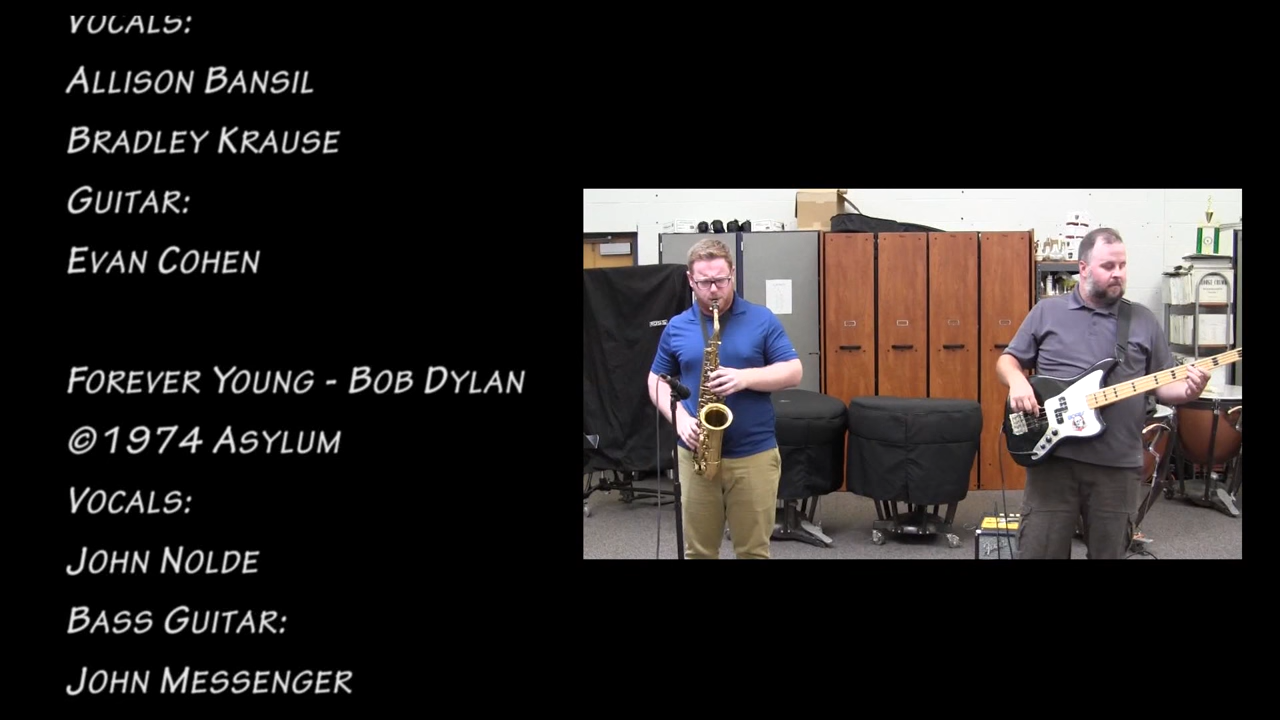 VOCALS:
ALLISON BANSIL
BRADLEY KRAUSE
GUITAR:
EVAN COHEN
FOREVER YOUNG - BOB DYLAN
©1974 ASYLUM
VOCALS:
JOHN NOLDE
BASS GUITAR:
JOHN MESSENGER